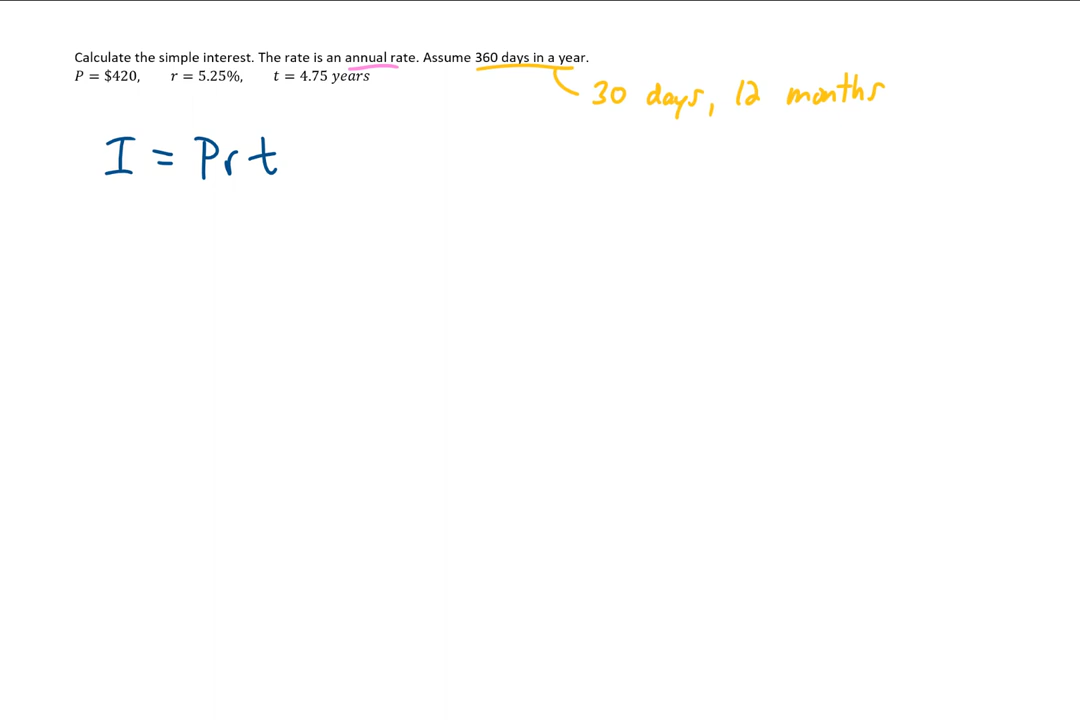 Calculate the simple interest. The rate is an annual rate. Assume 360 days in a year.
P = $420, r = 5.25%, t = 4.75 years
30 days, 12 months
I = Prt